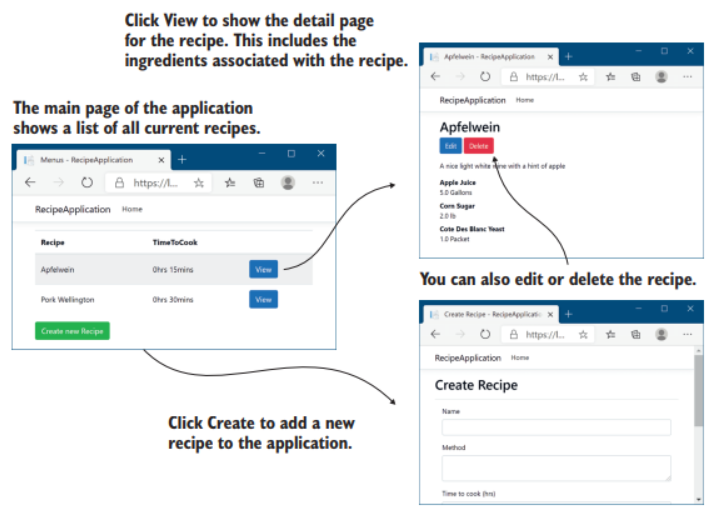 Click View to show the detail page
for the recipe. This includes the
ingredients associated with the recipe.
The main page of the application
shows a list of all current recipes.
Menus - RecipeApplication
https://l...
RecipeApplication Home
Recipe TimeToCook
Apfelwein 0hrs 15mins View
Pork Wellington 0hrs 30mins View
Create new Recipe
Apfelwein - RecipeApplication
https://l...
RecipeApplication Home
Apfelwein
Edit Delete
A nice light white wine with a hint of apple
Apple Juice
5.0 Gallons
Corn Sugar
2.0 lb
Cote Des Blanc Yeast
1.0 Packet
You can also edit or delete the recipe.
Create Recipe - RecipeApplicatio
https://l...
RecipeApplication Home
Create Recipe
Name
Method
Time to cook (hrs)
Click Create to add a new
recipe to the application.